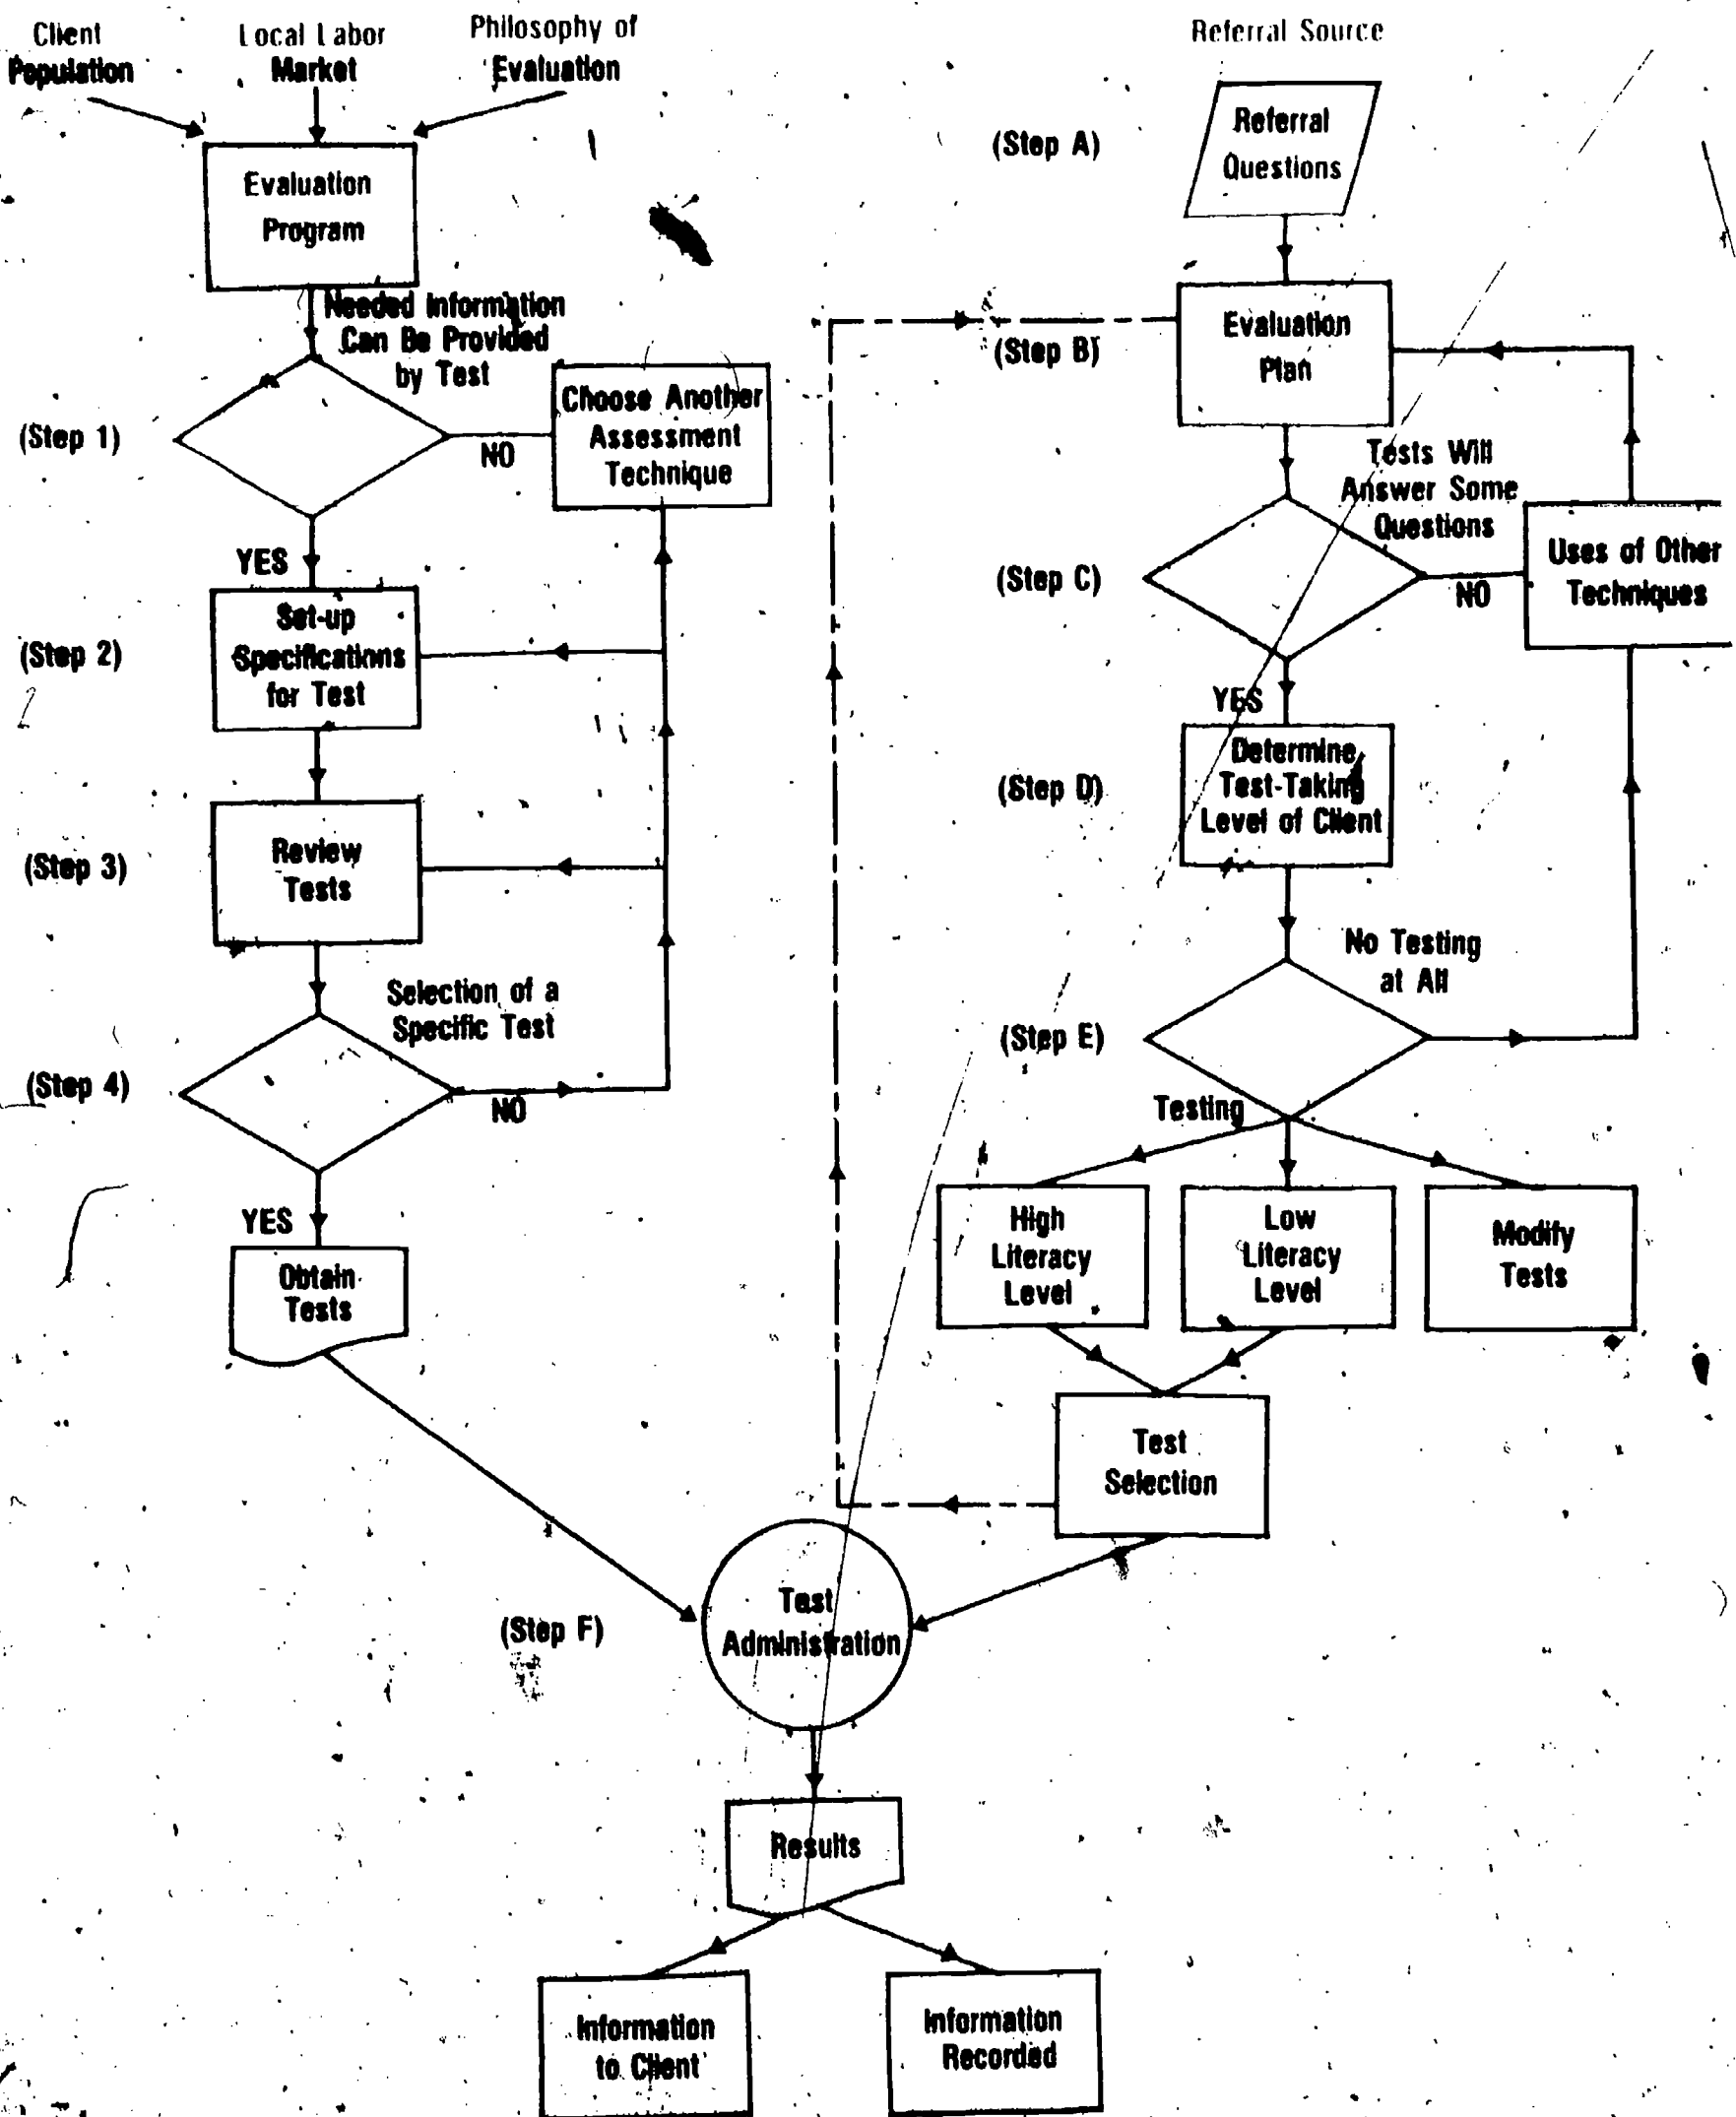 Client
Population
Local Labor
Market
Philosophy of
Evaluation
Evaluation
Program
Needed Information
Can Be Provided
by Test
(Step 1)
NO
Choose Another
Assessment
Technique
YES
(Step 2)
Set-up
Specifications
for Test
(Step 3)
Review
Tests
Selection of a
Specific Test
(Step 4)
NO
YES
Obtain
Tests
Referral Source
(Step A)
Referral
Questions
(Step B)
Evaluation
Plan
Tests Will
Answer Some
Questions
(Step C)
NO
Uses of Other
Techniques
YES
(Step D)
Determine
Test-Taking
Level of Client
No Testing
at All
(Step E)
Testing
High
Literacy
Level
Low
Literacy
Level
Modify
Tests
Test
Selection
(Step F)
Test
Administration
Results
Information
to Client
Information
Recorded